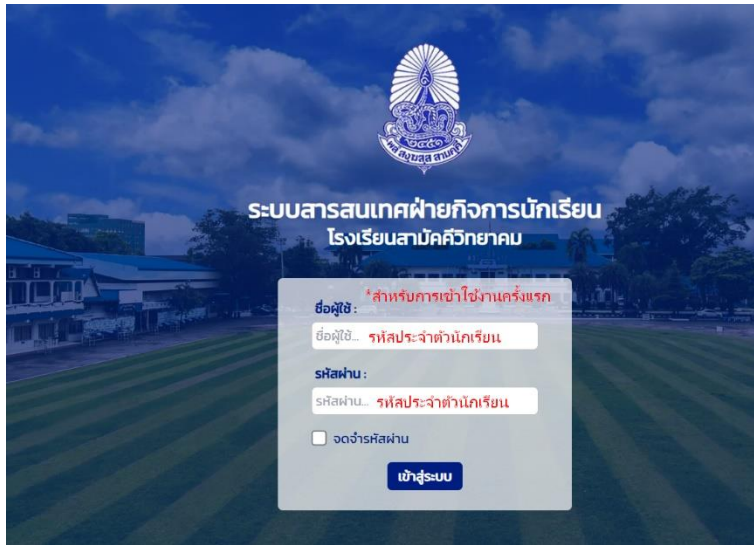 ระบบสารสนเทศฝ่ายกิจการนักเรียน
โรงเรียนสามัคคีวิทยาคม
*สำหรับการเข้าใช้งานครั้งแรก
ชื่อผู้ใช้ :
ชื่อผู้ใช้... รหัสประจำตัวนักเรียน
รหัสผ่าน :
รหัสผ่าน... รหัสประจำตัวนักเรียน
จดจำรหัสผ่าน
เข้าสู่ระบบ